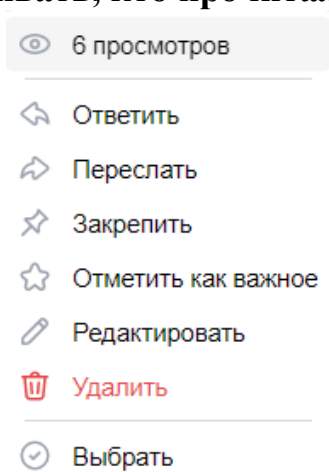 6 просмотров
Ответить
Переслать
Закрепить
Отметить как важное
Редактировать
Удалить
Выбрать